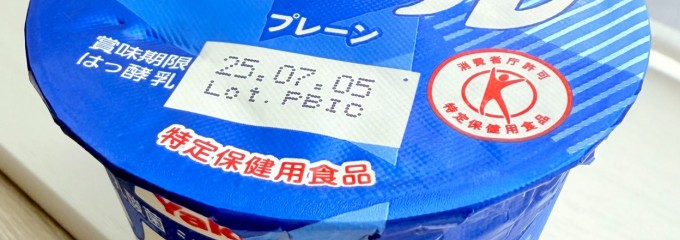 プレーン
賞味期限
はっ酵乳
25.07.05
Lot.PBIC
消費者庁許可
特定保健用食品
特定保健用食品
Yak